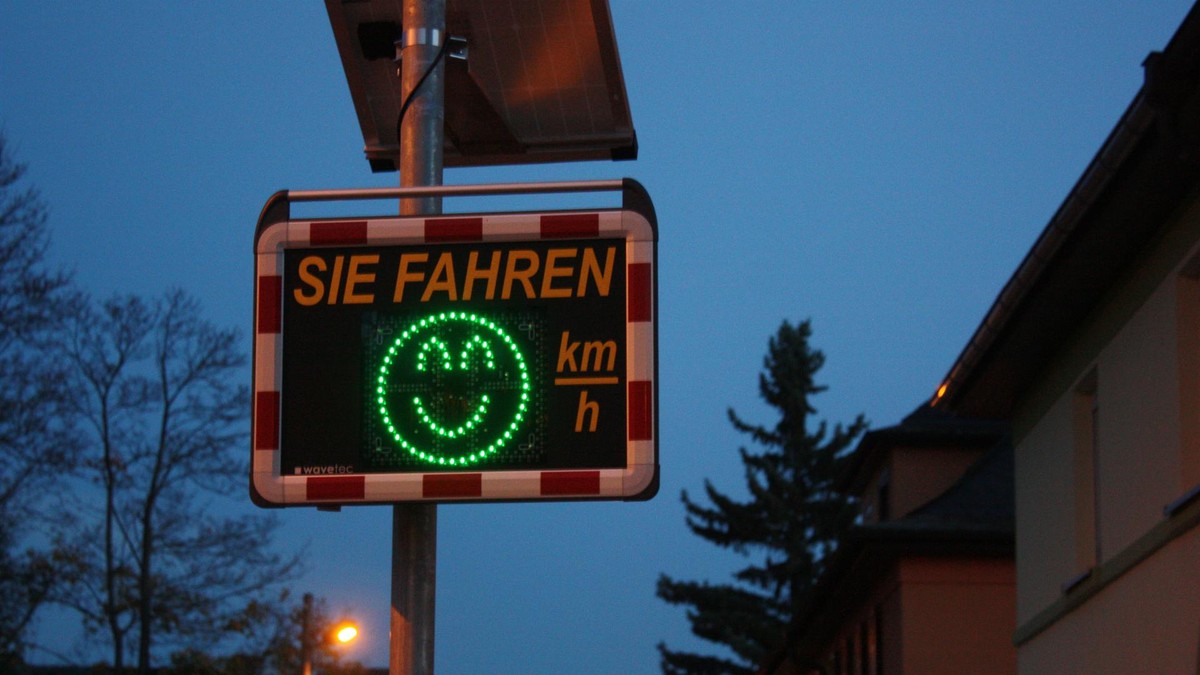 SIE FAHREN
km
h
wavetec